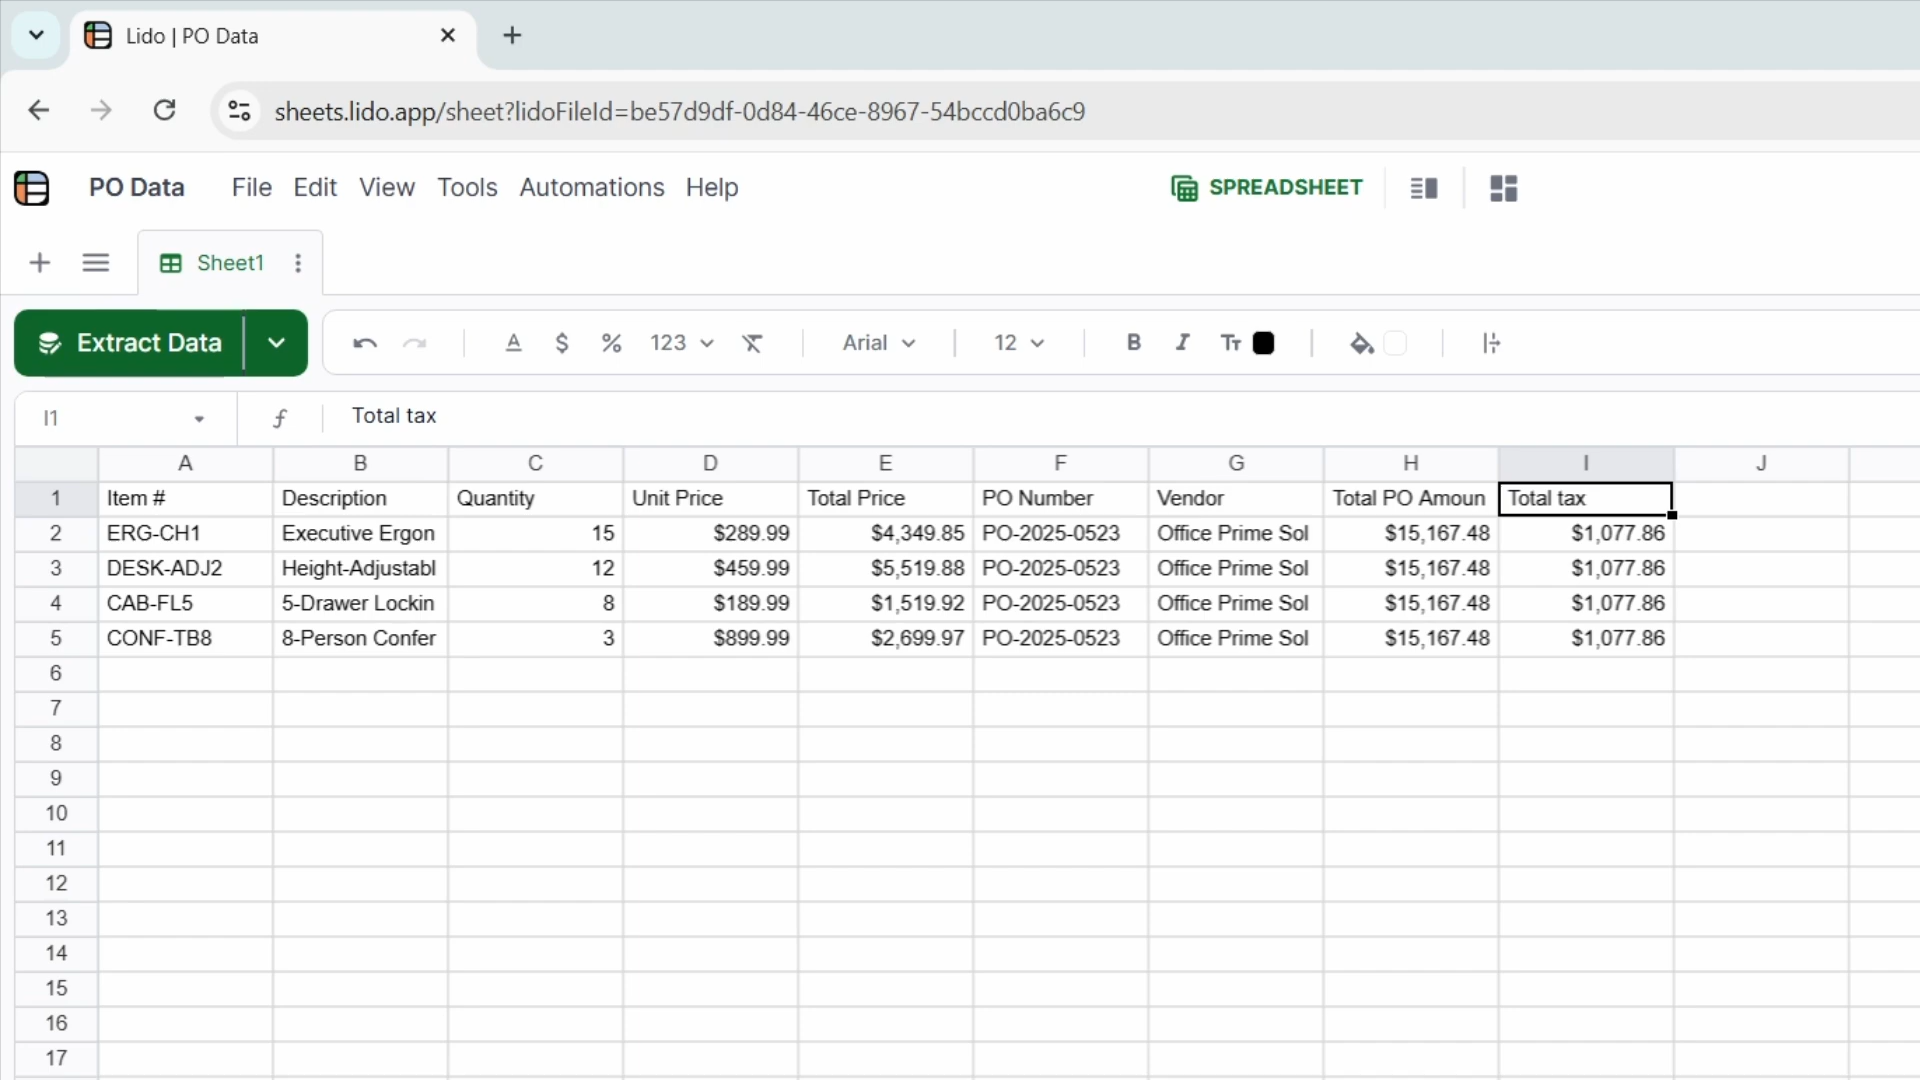 Lido | PO Data
sheets.lido.app/sheet?lidoFileId=be57d9df-0d84-46ce-8967-54bccd0ba6c9
PO Data File Edit View Tools Automations Help SPREADSHEET
Sheet1
Extract Data $ % 123 Arial 12 B I Tт
I1 f Total tax
A B C D E F G H I J
1 Item # Description Quantity Unit Price Total Price PO Number Vendor Total PO Amoun Total tax
2 ERG-CH1 Executive Ergon 15 $289.99 $4,349.85 PO-2025-0523 Office Prime Sol $15,167.48 $1,077.86
3 DESK-ADJ2 Height-Adjustabl 12 $459.99 $5,519.88 PO-2025-0523 Office Prime Sol $15,167.48 $1,077.86
4 CAB-FL5 5-Drawer Lockin 8 $189.99 $1,519.92 PO-2025-0523 Office Prime Sol $15,167.48 $1,077.86
5 CONF-TB8 8-Person Confer 3 $899.99 $2,699.97 PO-2025-0523 Office Prime Sol $15,167.48 $1,077.86
6
7
8
9
10
11
12
13
14
15
16
17